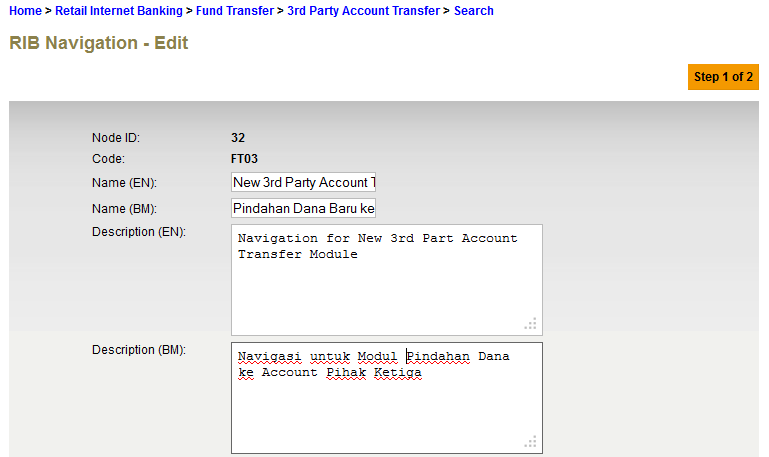 Home > Retail Internet Banking > Fund Transfer > 3rd Party Account Transfer > Search
RIB Navigation - Edit
Step 1 of 2
Node ID: 32
Code: FT03
Name (EN): New 3rd Party Account T
Name (BM): Pindahan Dana Baru ke
Description (EN): Navigation for New 3rd Part Account
Transfer Module
Description (BM): Navigasi untuk Modul Pindahan Dana
ke Account Pihak Ketiga